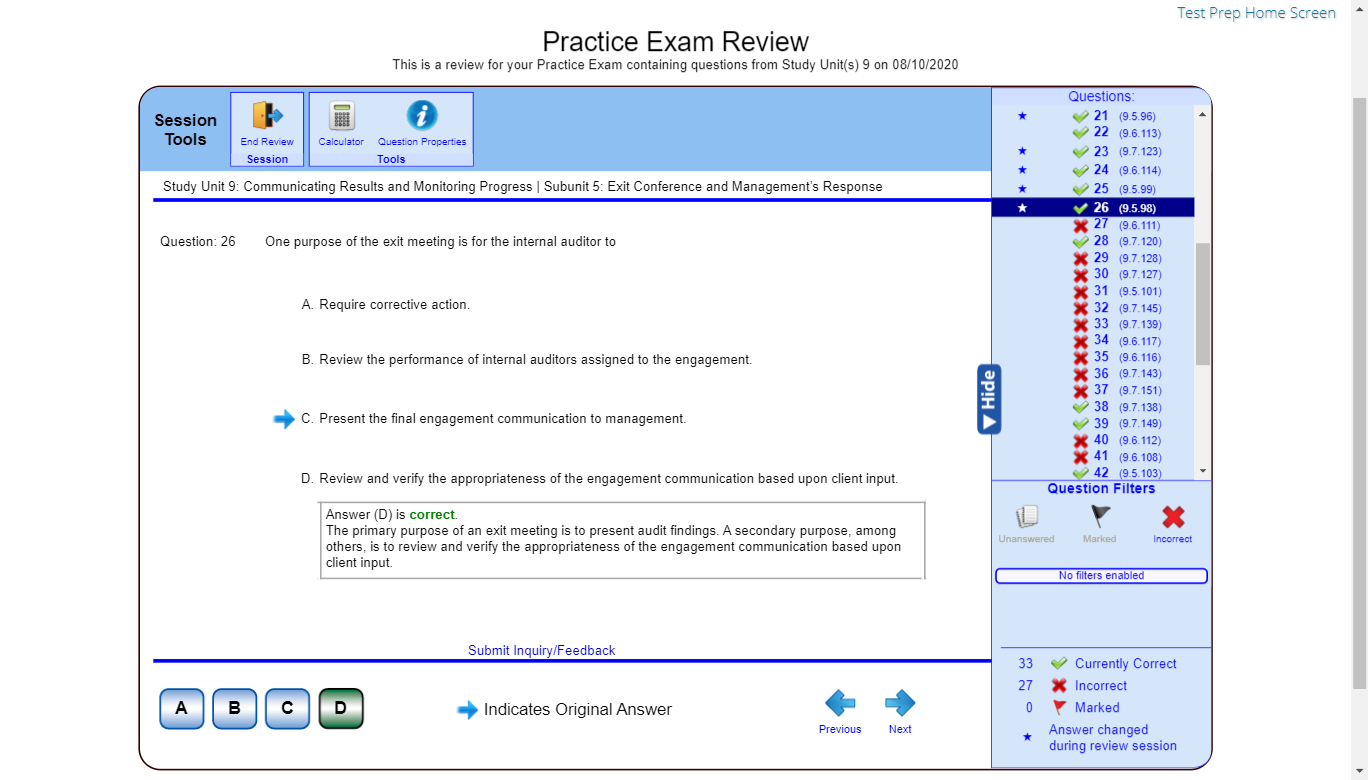 Test Prep Home Screen
Practice Exam Review
This is a review for your Practice Exam containing questions from Study Unit(s) 9 on 08/10/2020
Session Tools
End Review
Session
Calculator
Question Properties
Tools
Study Unit 9: Communicating Results and Monitoring Progress | Subunit 5: Exit Conference and Management's Response
Question: 26 One purpose of the exit meeting is for the internal auditor to
A. Require corrective action.
B. Review the performance of internal auditors assigned to the engagement.
C. Present the final engagement communication to management.
D. Review and verify the appropriateness of the engagement communication based upon client input.
Answer (D) is correct.
The primary purpose of an exit meeting is to present audit findings. A secondary purpose, among
others, is to review and verify the appropriateness of the engagement communication based upon
client input.
Submit Inquiry/Feedback
A B C D
Indicates Original Answer
Previous
Next
Hide
Questions:
21 (9.5.96)
22 (9.6.113)
23 (9.7.123)
24 (9.6.114)
25 (9.5.99)
26 (9.5.98)
27 (9.6.111)
28 (9.7.120)
29 (9.7.128)
30 (9.7.127)
31 (9.5.101)
32 (9.7.145)
33 (9.7.139)
34 (9.6.117)
35 (9.6.116)
36 (9.7.143)
37 (9.7.151)
38 (9.7.138)
39 (9.7.149)
40 (9.6.112)
41 (9.6.108)
42 (9.5.103)
Question Filters
Unanswered
Marked
Incorrect
No filters enabled
33 Currently Correct
27 Incorrect
0 Marked
Answer changed
during review session